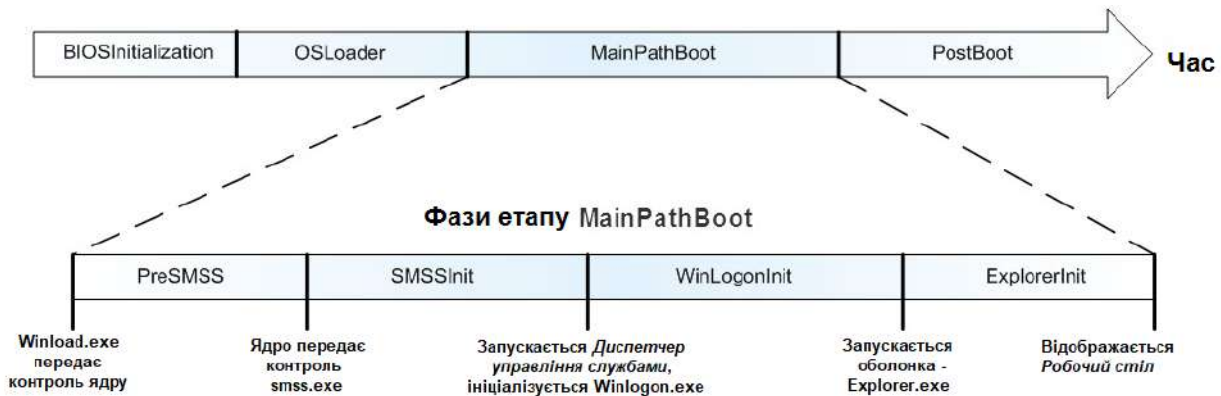 BIOSInitialization
OSLoader
MainPathBoot
PostBoot
Час
Фази етапу MainPathBoot
PreSMSS
SMSSInit
WinLogonInit
ExplorerInit
Winload.exe
передає
контроль ядру
Ядро передає
контроль
smss.exe
Запускається Диспетчер
управління службами,
ініціалізується Winlogon.exe
Запускається
оболонка -
Explorer.exe
Відображається
Робочий стіл